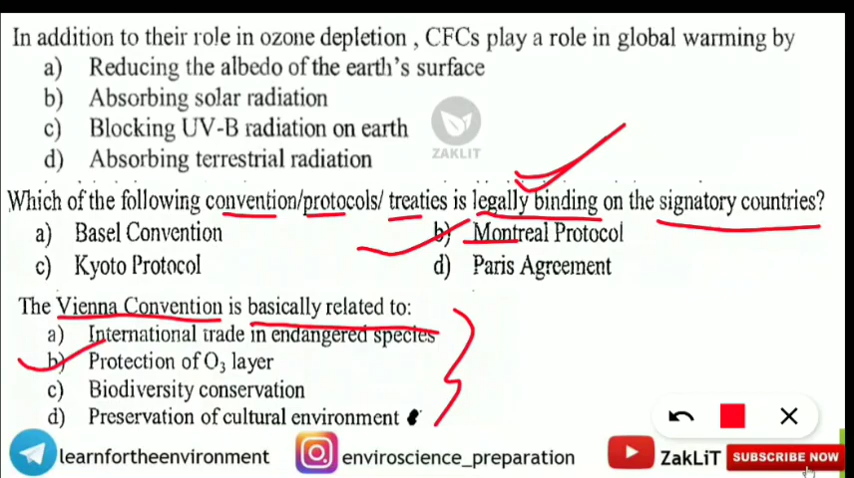 In addition to their role in ozone depletion , CFCs play a role in global warming by
a) Reducing the albedo of the earth's surface
b) Absorbing solar radiation
c) Blocking UV-B radiation on earth
d) Absorbing terrestrial radiation
ZAKLIT
Which of the following convention/protocols/ treaties is legally binding on the signatory countries?
a) Basel Convention b) Montreal Protocol
c) Kyoto Protocol d) Paris Agreement
The Vienna Convention is basically related to:
a) International trade in endangered species
b) Protection of O₃ layer
c) Biodiversity conservation
d) Preservation of cultural environment
learnfortheenvironment enviroscience_preparation ZakLiT SUBSCRIBE NOW